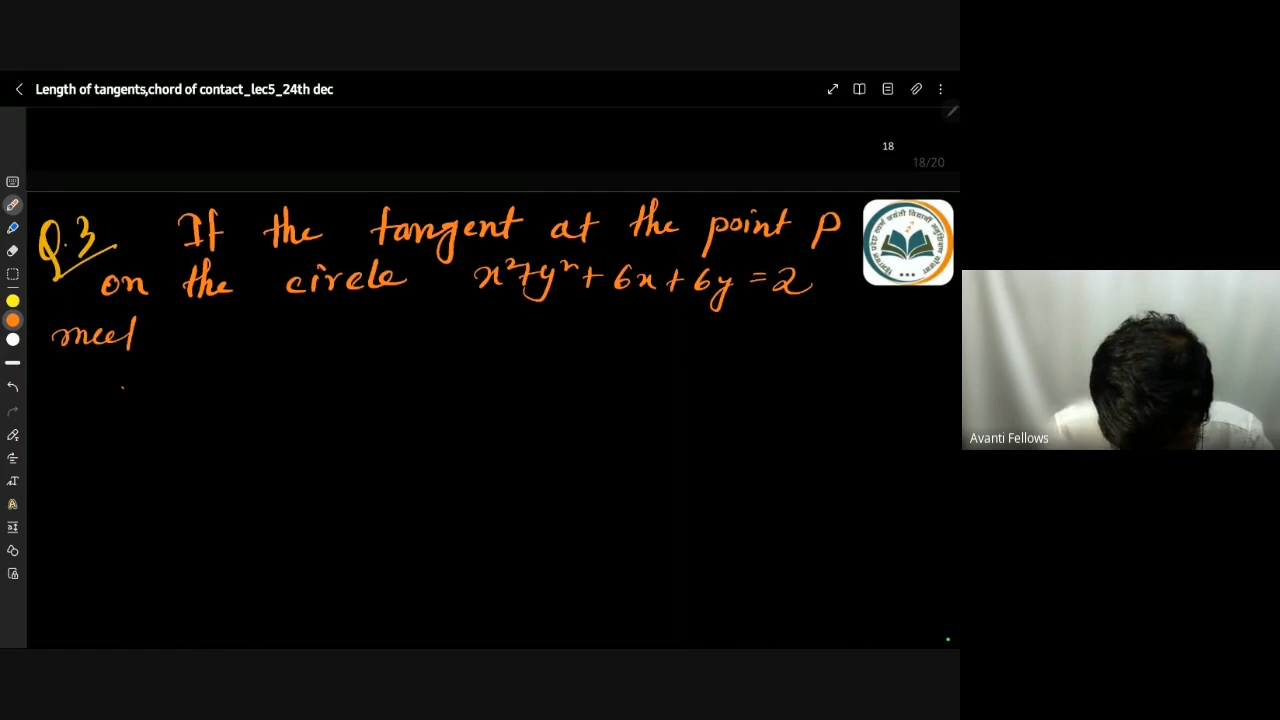 Length of tangents,chord of contact_lec5_24th dec
18
18/20
Q.3 If the tangent at the point P
on the circle x²+y²+6x+6y=2
meet
Avanti Fellows